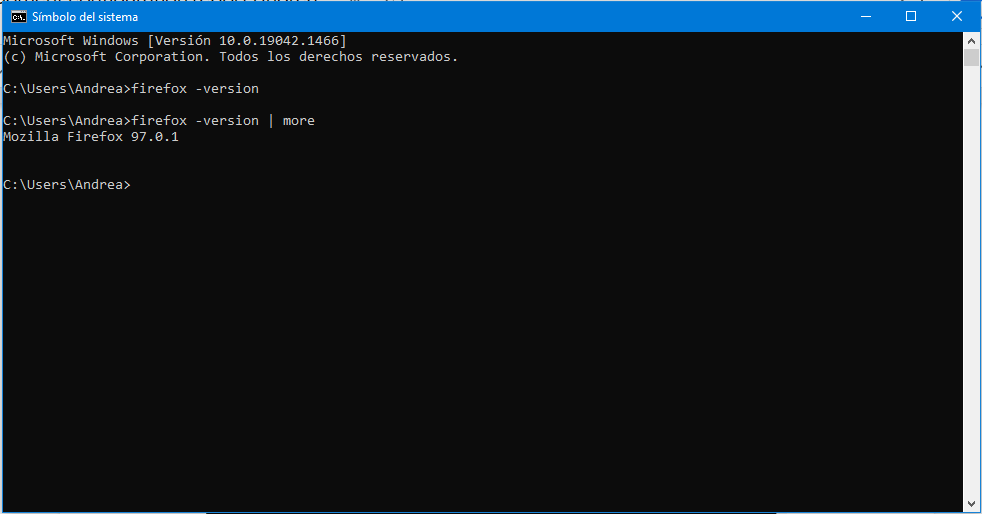 Símbolo del sistema
Microsoft Windows [Versión 10.0.19042.1466]
(c) Microsoft Corporation. Todos los derechos reservados.
C:\Users\Andrea>firefox -version
C:\Users\Andrea>firefox -version | more
Mozilla Firefox 97.0.1
C:\Users\Andrea>